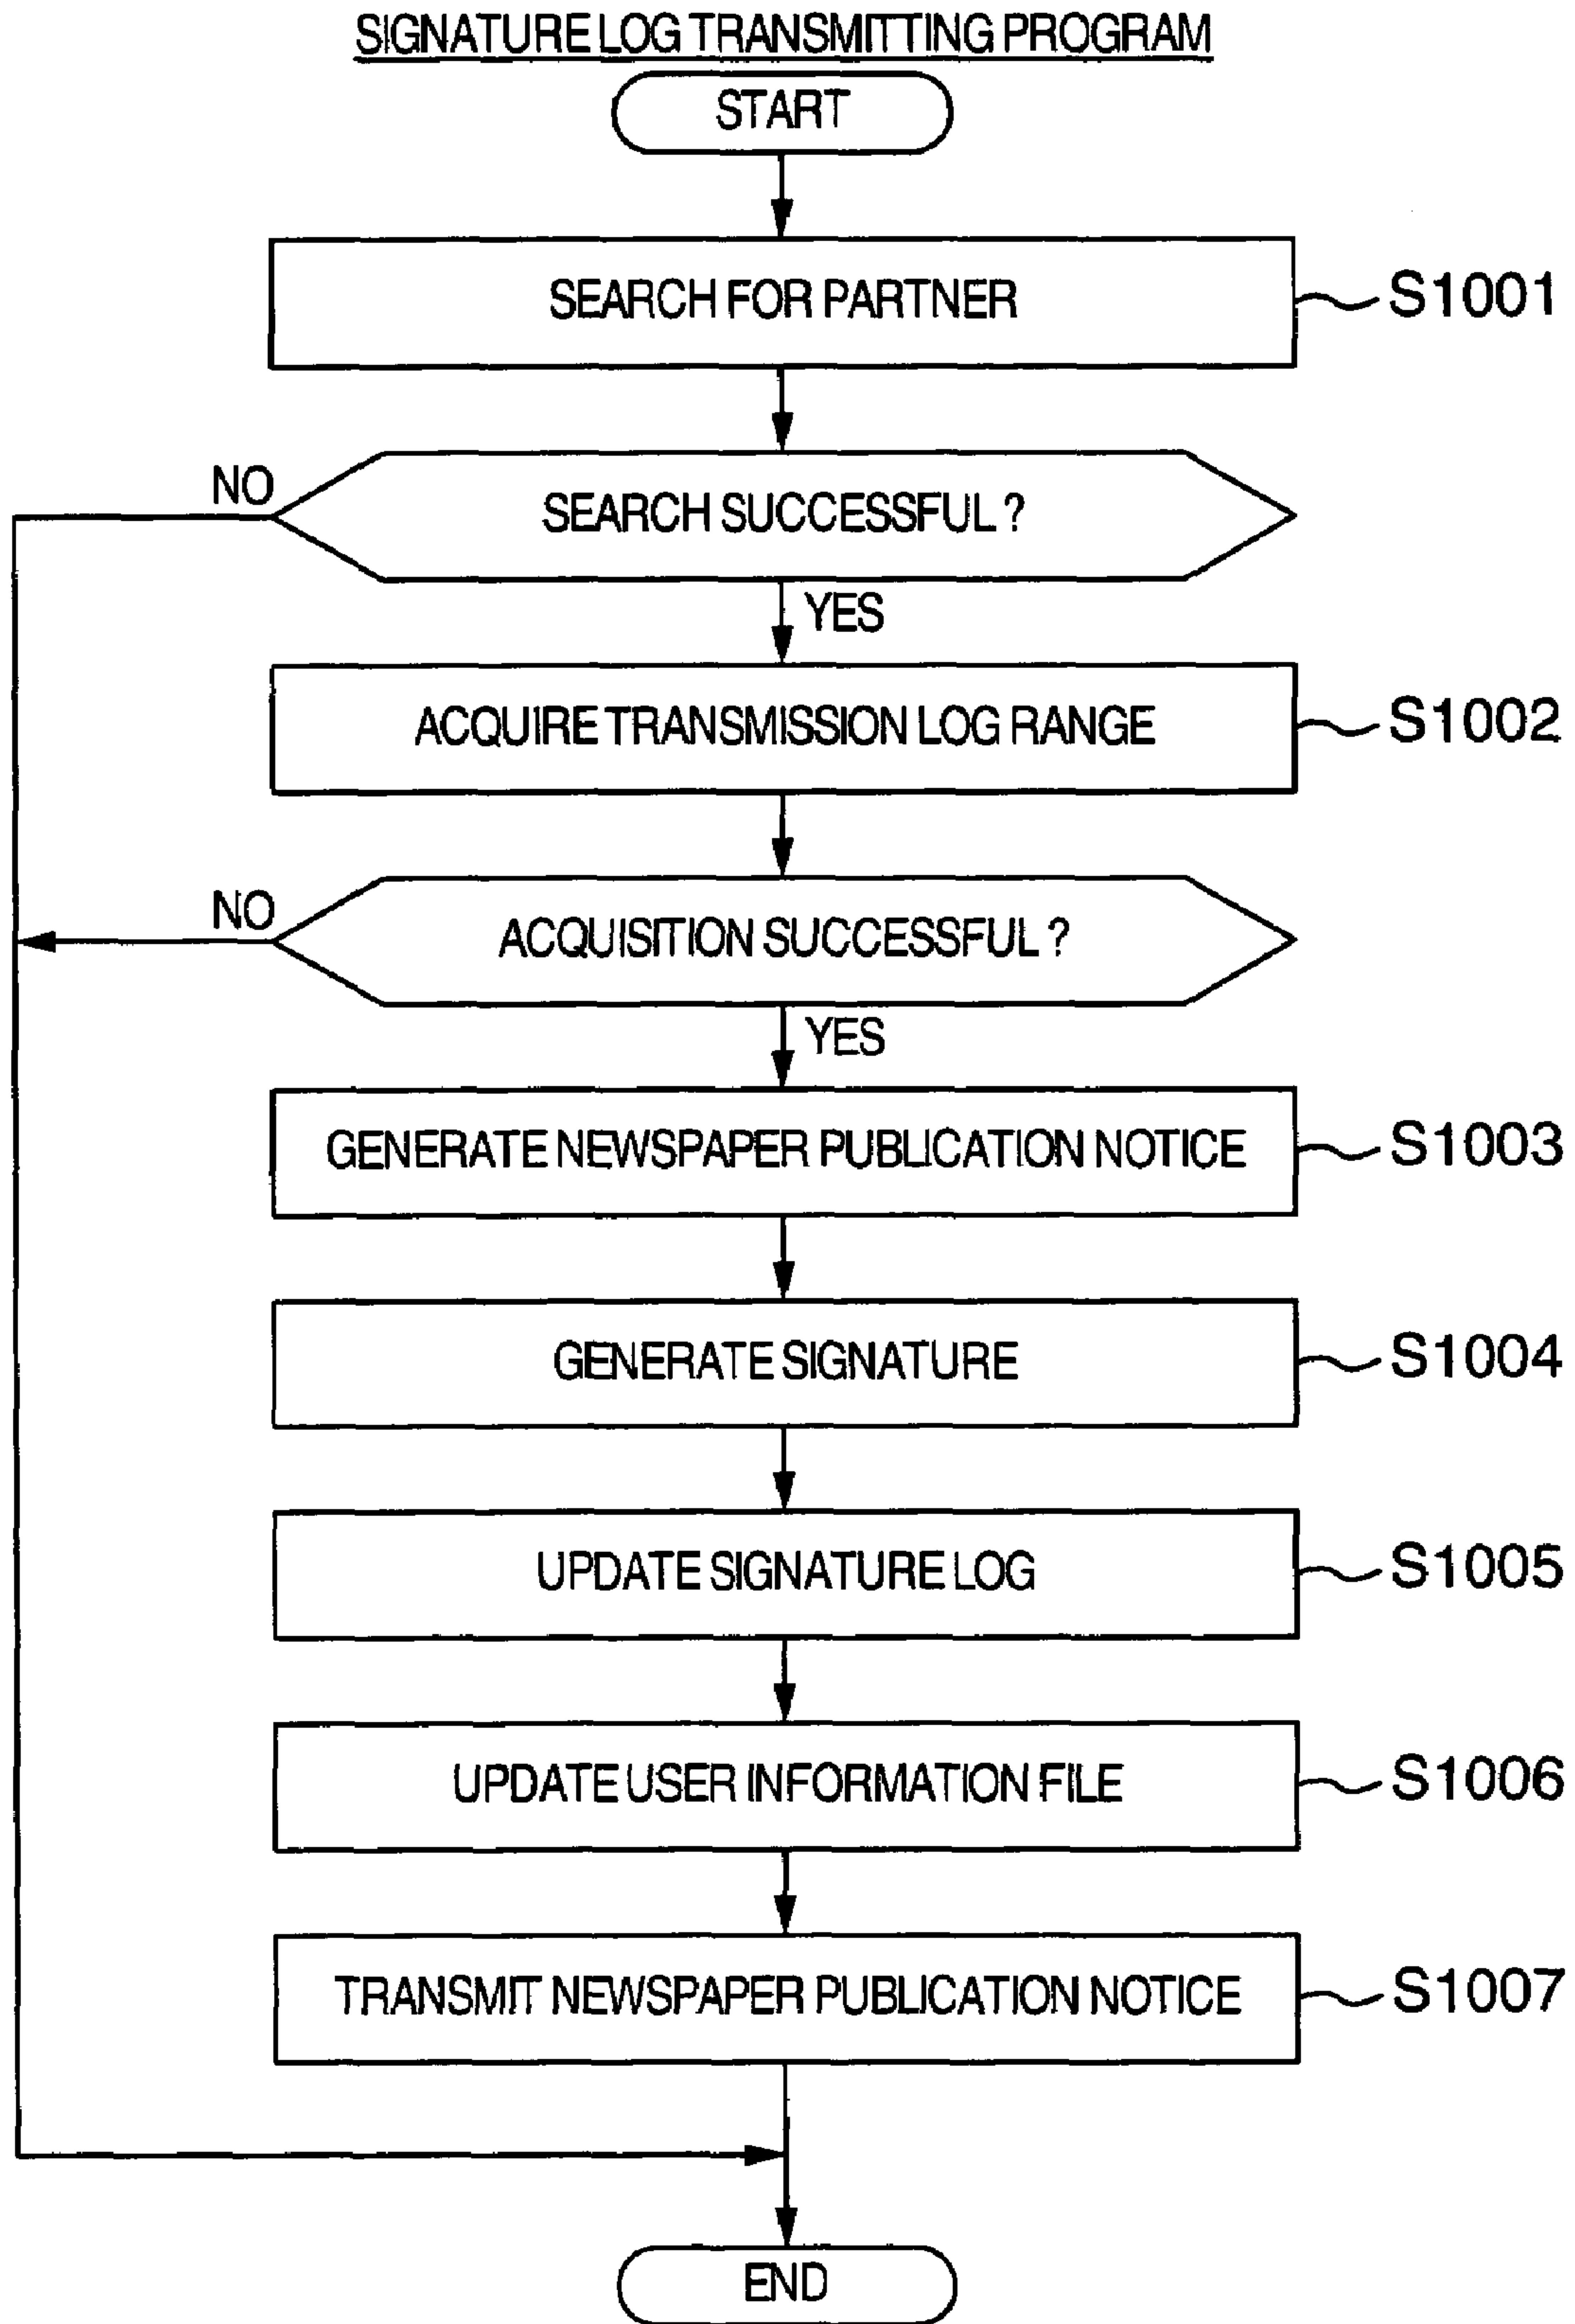 SIGNATURE LOG TRANSMITTING PROGRAM
START
SEARCH FOR PARTNER
S1001
NO
SEARCH SUCCESSFUL ?
YES
ACQUIRE TRANSMISSION LOG RANGE
S1002
NO
ACQUISITION SUCCESSFUL ?
YES
GENERATE NEWSPAPER PUBLICATION NOTICE
S1003
GENERATE SIGNATURE
S1004
UPDATE SIGNATURE LOG
S1005
UPDATE USER INFORMATION FILE
S1006
TRANSMIT NEWSPAPER PUBLICATION NOTICE
S1007
END